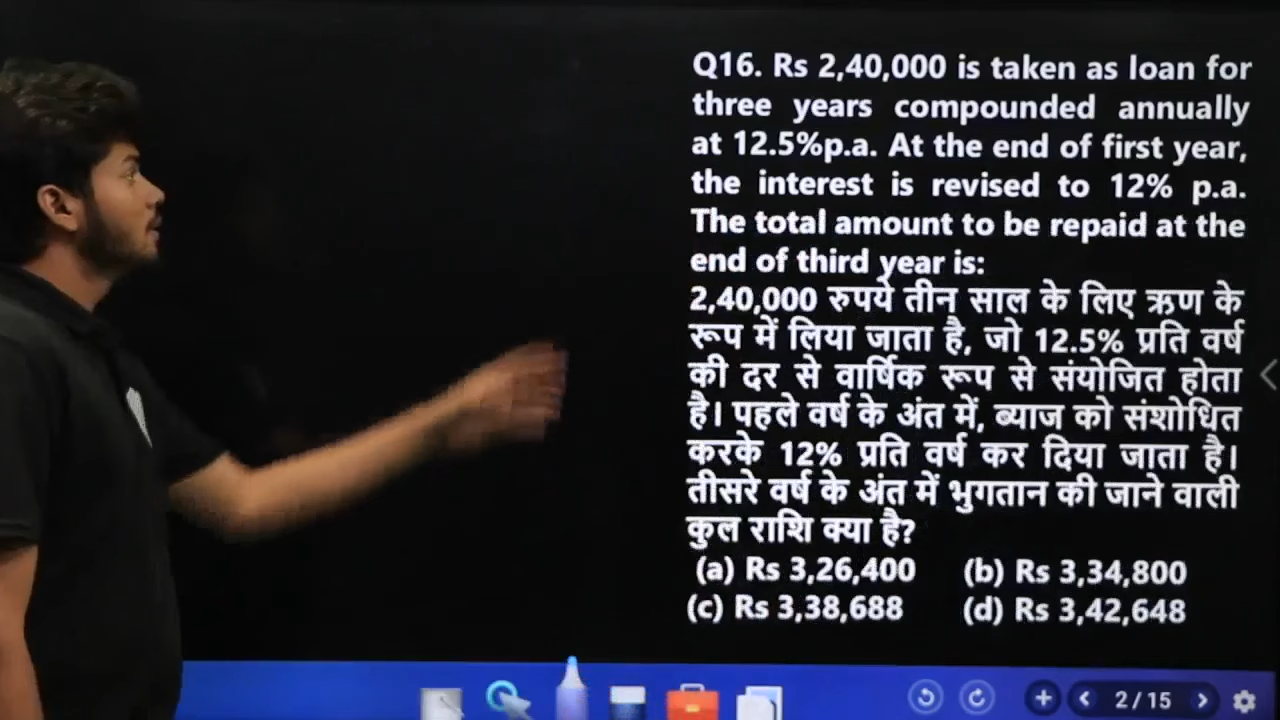 Q16. Rs 2,40,000 is taken as loan for
three years compounded annually
at 12.5%p.a. At the end of first year,
the interest is revised to 12% p.a.
The total amount to be repaid at the
end of third year is:
2,40,000 रुपये तीन साल के लिए ऋण के
रूप में लिया जाता है, जो 12.5% प्रति वर्ष
की दर से वार्षिक रूप से संयोजित होता
है। पहले वर्ष के अंत में, ब्याज को संशोधित
करके 12% प्रति वर्ष कर दिया जाता है।
तीसरे वर्ष के अंत में भुगतान की जाने वाली
कुल राशि क्या है?
(a) Rs 3,26,400 (b) Rs 3,34,800
(c) Rs 3,38,688 (d) Rs 3,42,648
2 / 15